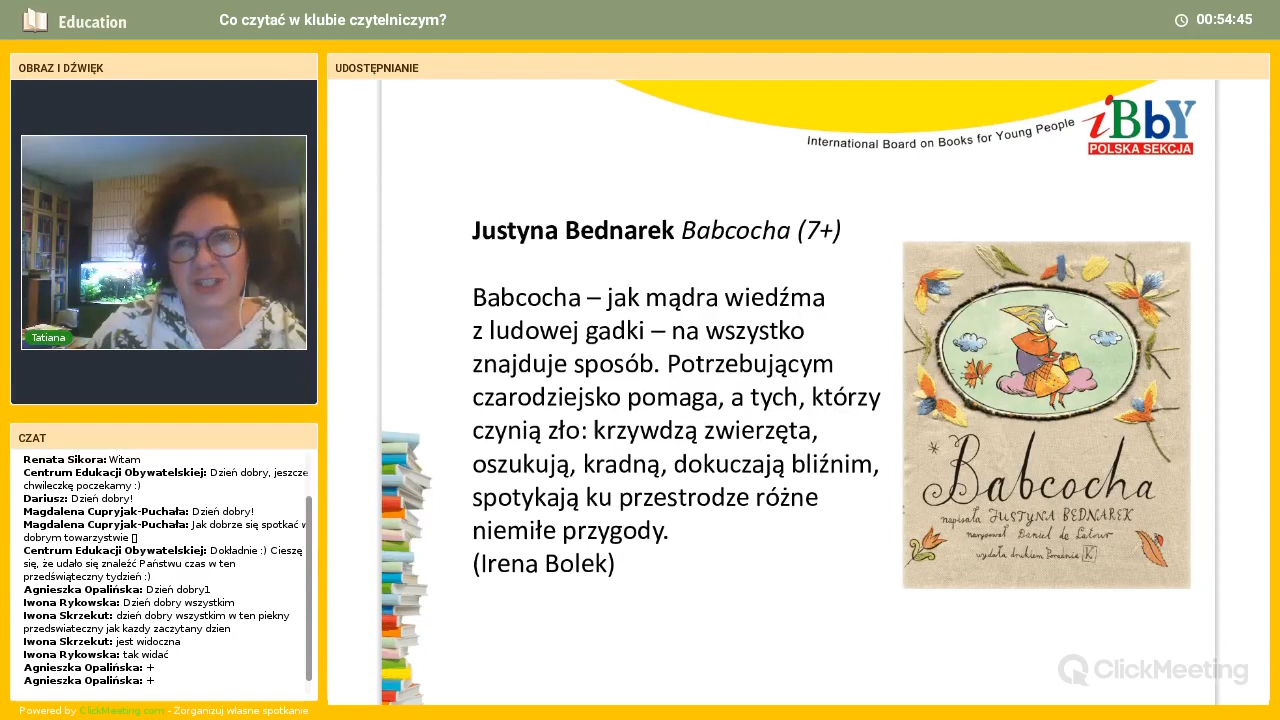 Education
Co czytać w klubie czytelniczym?
00:54:45
OBRAZ I DŹWIĘK
Tatiana
CZAT
Renata Sikora: Witam
Centrum Edukacji Obywatelskiej: Dzień dobry, jeszcze
chwileczkę poczekamy :)
Dariusz: Dzień dobry!
Magdalena Cupryjak-Puchała: Dzień dobry!
Magdalena Cupryjak-Puchała: Jak dobrze się spotkać w
dobrym towarzystwie
Centrum Edukacji Obywatelskiej: Dokładnie :) Cieszę
się, że udało się znaleźć Państwu czas w ten
przedświąteczny tydzień :)
Agnieszka Opalińska: Dzień dobry1
Iwona Rykowska: Dzień dobry wszystkim
Iwona Skrzekut: dzień dobry wszystkim w ten piekny
przedswiateczny jak kazdy zaczytany dzien
Iwona Skrzekut: jest widoczna
Iwona Rykowska: tak widać
Agnieszka Opalińska: +
Agnieszka Opalińska: +
Powered by ClickMeeting.com - Zorganizuj własne spotkanie
UDOSTĘPNIANIE
International Board on Books for Young People
iBbY
POLSKA SEKCJA
Justyna Bednarek Babcocha (7+)
Babcocha – jak mądra wiedźma
z ludowej gadki – na wszystko
znajduje sposób. Potrzebującym
czarodziejsko pomaga, a tych, którzy
czynią zło: krzywdzą zwierzęta,
oszukują, kradną, dokuczają bliźnim,
spotykają ku przestrodze różne
niemiłe przygody.
(Irena Bolek)
Babcocha
napisała JUSTYNA BEDNAREK
narysował Daniel de Latour
wydała drukiem Poradnia K
ClickMeeting